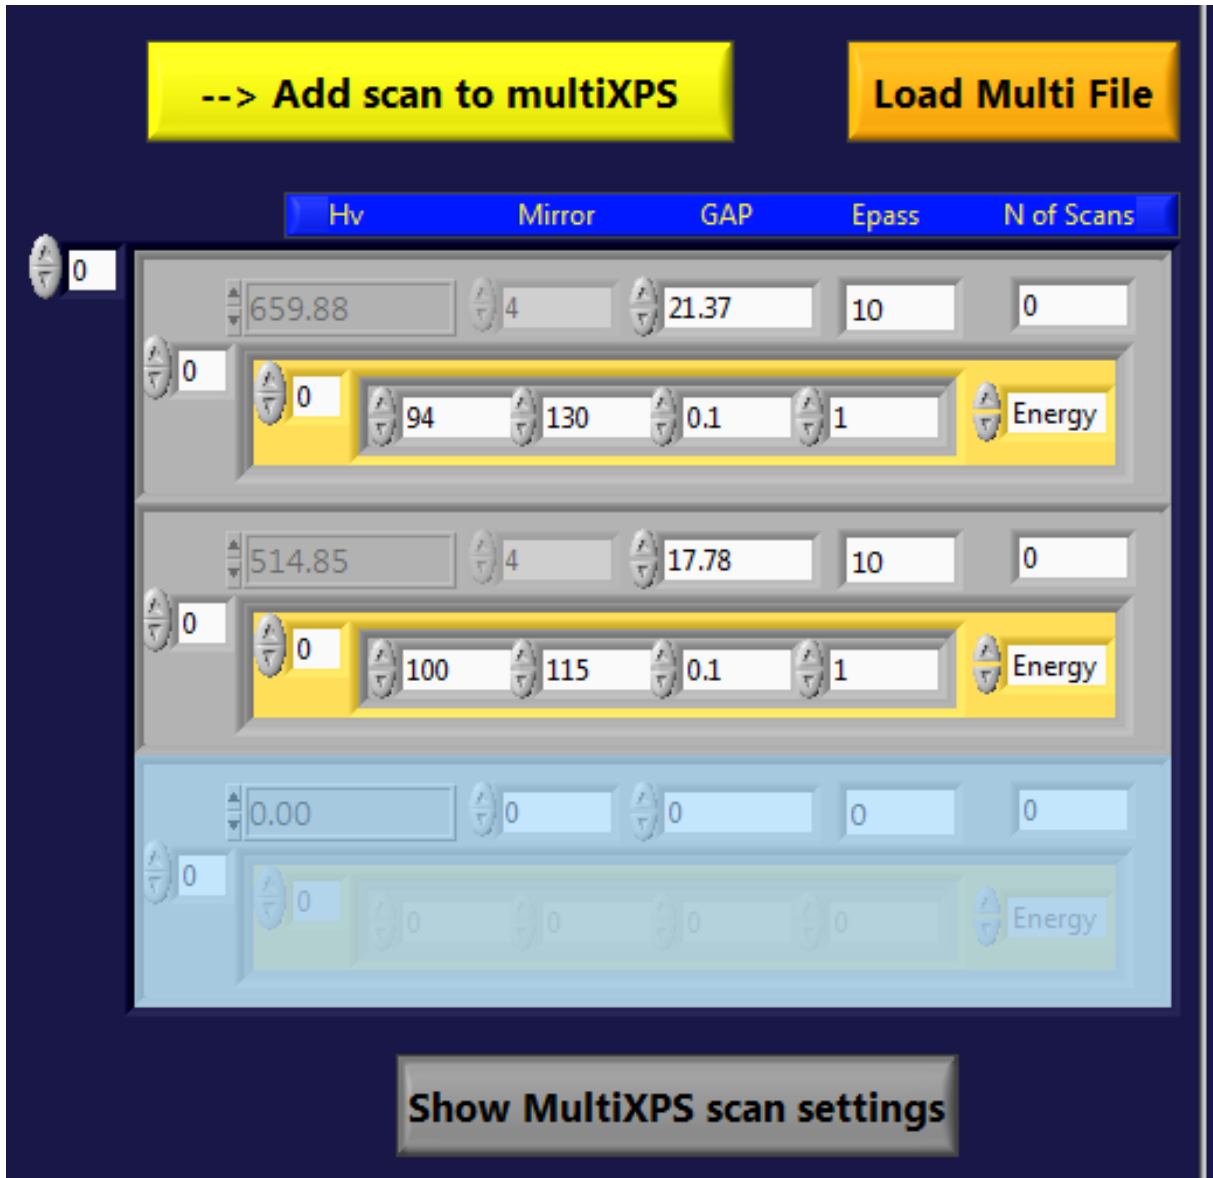 --> Add scan to multiXPS Load Multi File
Hv Mirror GAP Epass N of Scans
0
659.88 4 21.37 10 0
0
0 94 130 0.1 1 Energy
514.85 4 17.78 10 0
0
0 100 115 0.1 1 Energy
0.00 0 0 0 0
0
0 0 0 0 0 Energy
Show MultiXPS scan settings